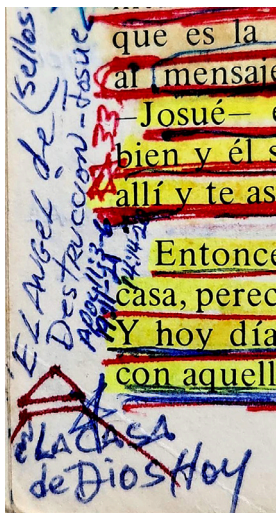 que es la
al mensaje
—Josué— e
bien y él s
allí y te as
Entonce
casa, perec
Y hoy día
con aquell
EL ANGEL de (sellos
DESTRUCCION - Josue
33
LA CASA
de Dios Hoy